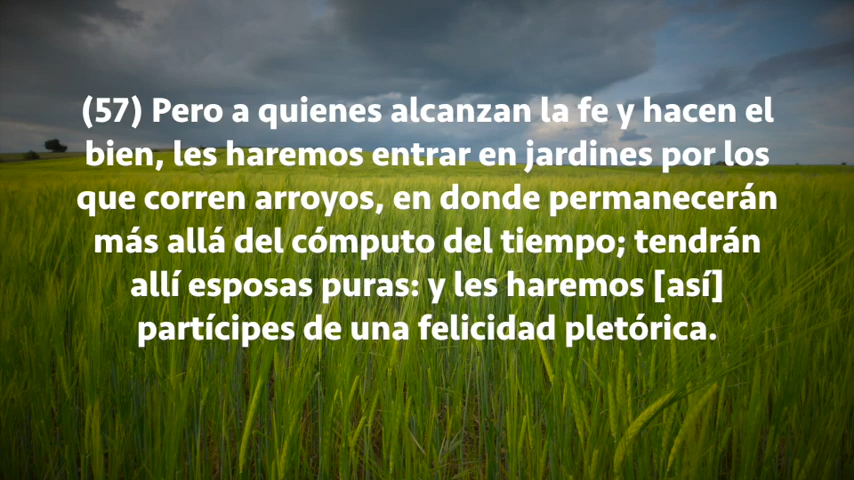 (57) Pero a quienes alcanzan la fe y hacen el
bien, les haremos entrar en jardines por los
que corren arroyos, en donde permanecerán
más allá del cómputo del tiempo; tendrán
allí esposas puras: y les haremos [así]
partícipes de una felicidad pletórica.